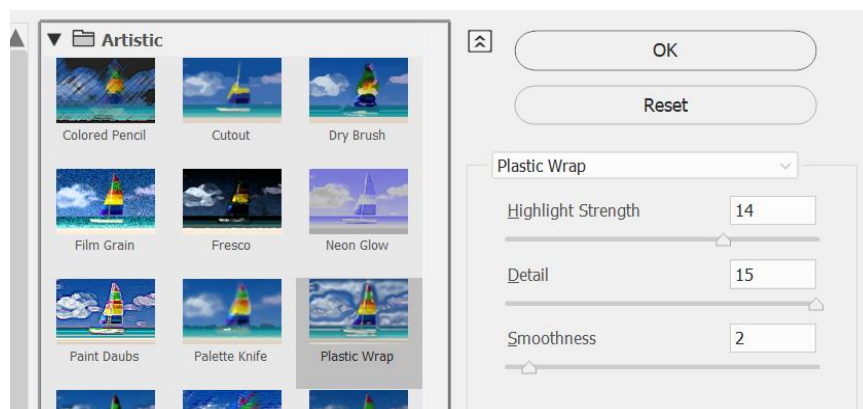 Artistic
Colored Pencil
Cutout
Dry Brush
Film Grain
Fresco
Neon Glow
Paint Daubs
Palette Knife
Plastic Wrap
OK
Reset
Plastic Wrap
Highlight Strength 14
Detail 15
Smoothness 2